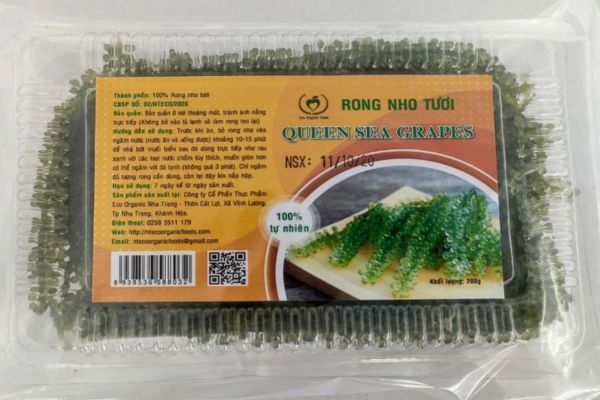 Thành phần: 100% Rong nho tươi
CBSP SỐ: 02/NTECO/2020
Bảo quản: Bảo quản ở nơi thoáng mát, tránh ánh nắng
trực tiếp (Không bỏ vào tủ lạnh sẽ làm rong teo lại)
Hướng dẫn sử dụng: Trước khi ăn, bỏ rong nho vào
ngâm nước (nước ăn và uống được) khoảng 10-15 phút
để nhả bớt muối biển sau đó dùng trực tiếp như rau
xanh với các loại nước chấm tùy thích, muốn giòn hơn
có thể ngâm với đá lạnh (không quá 3 phút). Chỉ ngâm
đủ lượng rong cần dùng, còn lại đậy kín nắp hộp.
Hạn sử dụng: 7 ngày kể từ ngày sản xuất.
Sản phẩm sản xuất tại: Công ty Cổ Phần Thực Phẩm
Eco Organic Nha Trang - Thôn Cát Lợi, Xã Vĩnh Lương,
Tp Nha Trang, Khánh Hòa.
Điện thoại: 0258 3511 179
Web: http://ntecoorganicfoods.com
Email: ntecoorganicfoods@gmail.com
8 938536 588032
RONG NHO TƯƠI
QUEEN SEA GRAPES
NSX: 11/10/20
100%
tự nhiên
Khối lượng: 200g